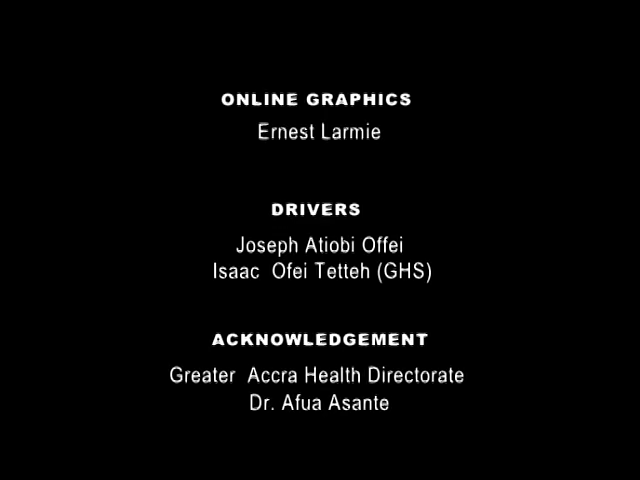 ONLINE GRAPHICS
Ernest Larmie
DRIVERS
Joseph Atiobi Offei
Isaac Ofei Tetteh (GHS)
ACKNOWLEDGEMENT
Greater Accra Health Directorate
Dr. Afua Asante